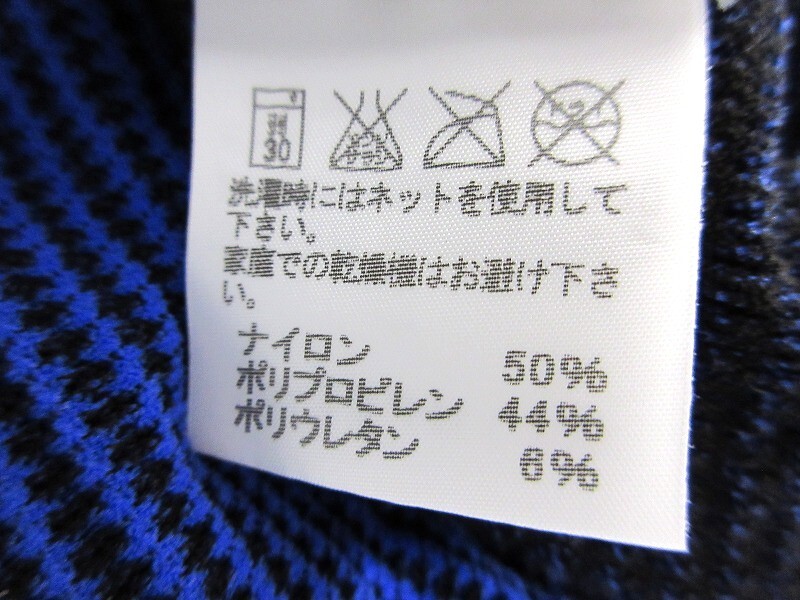 30
洗濯時にはネットを使用して
下さい。
家庭での乾燥機はお避け下さ
い。
ナイロン 50%
ポリプロピレン 44%
ポリウレタン 6%